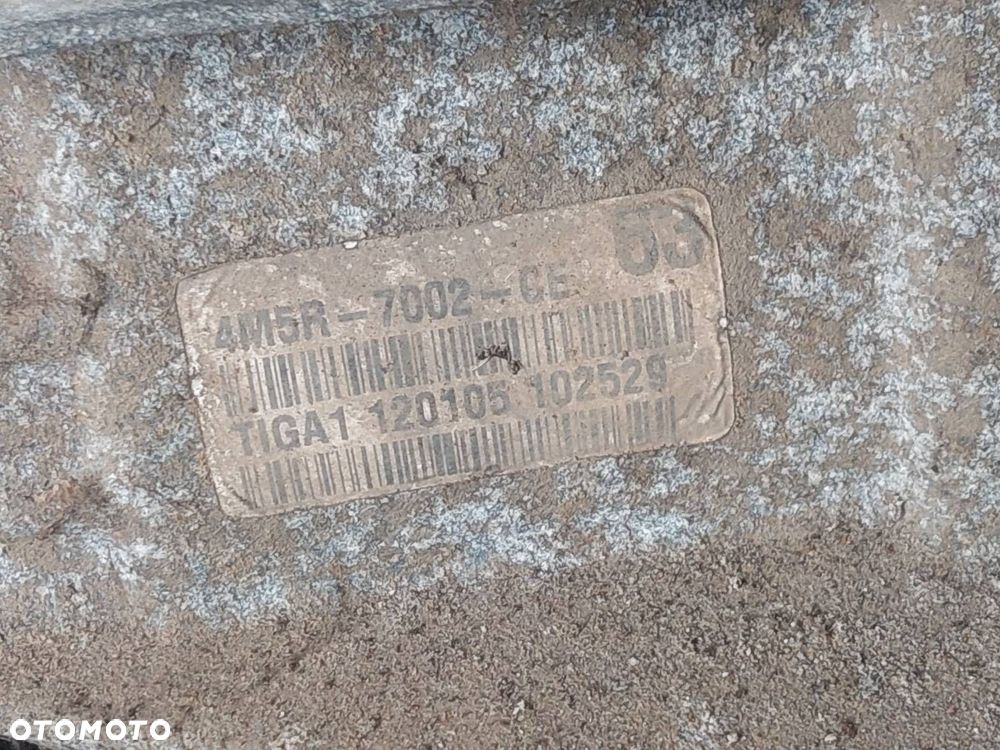 53
4M5R-7002-CE
TIGA1 120105 102529
OTOMOTO